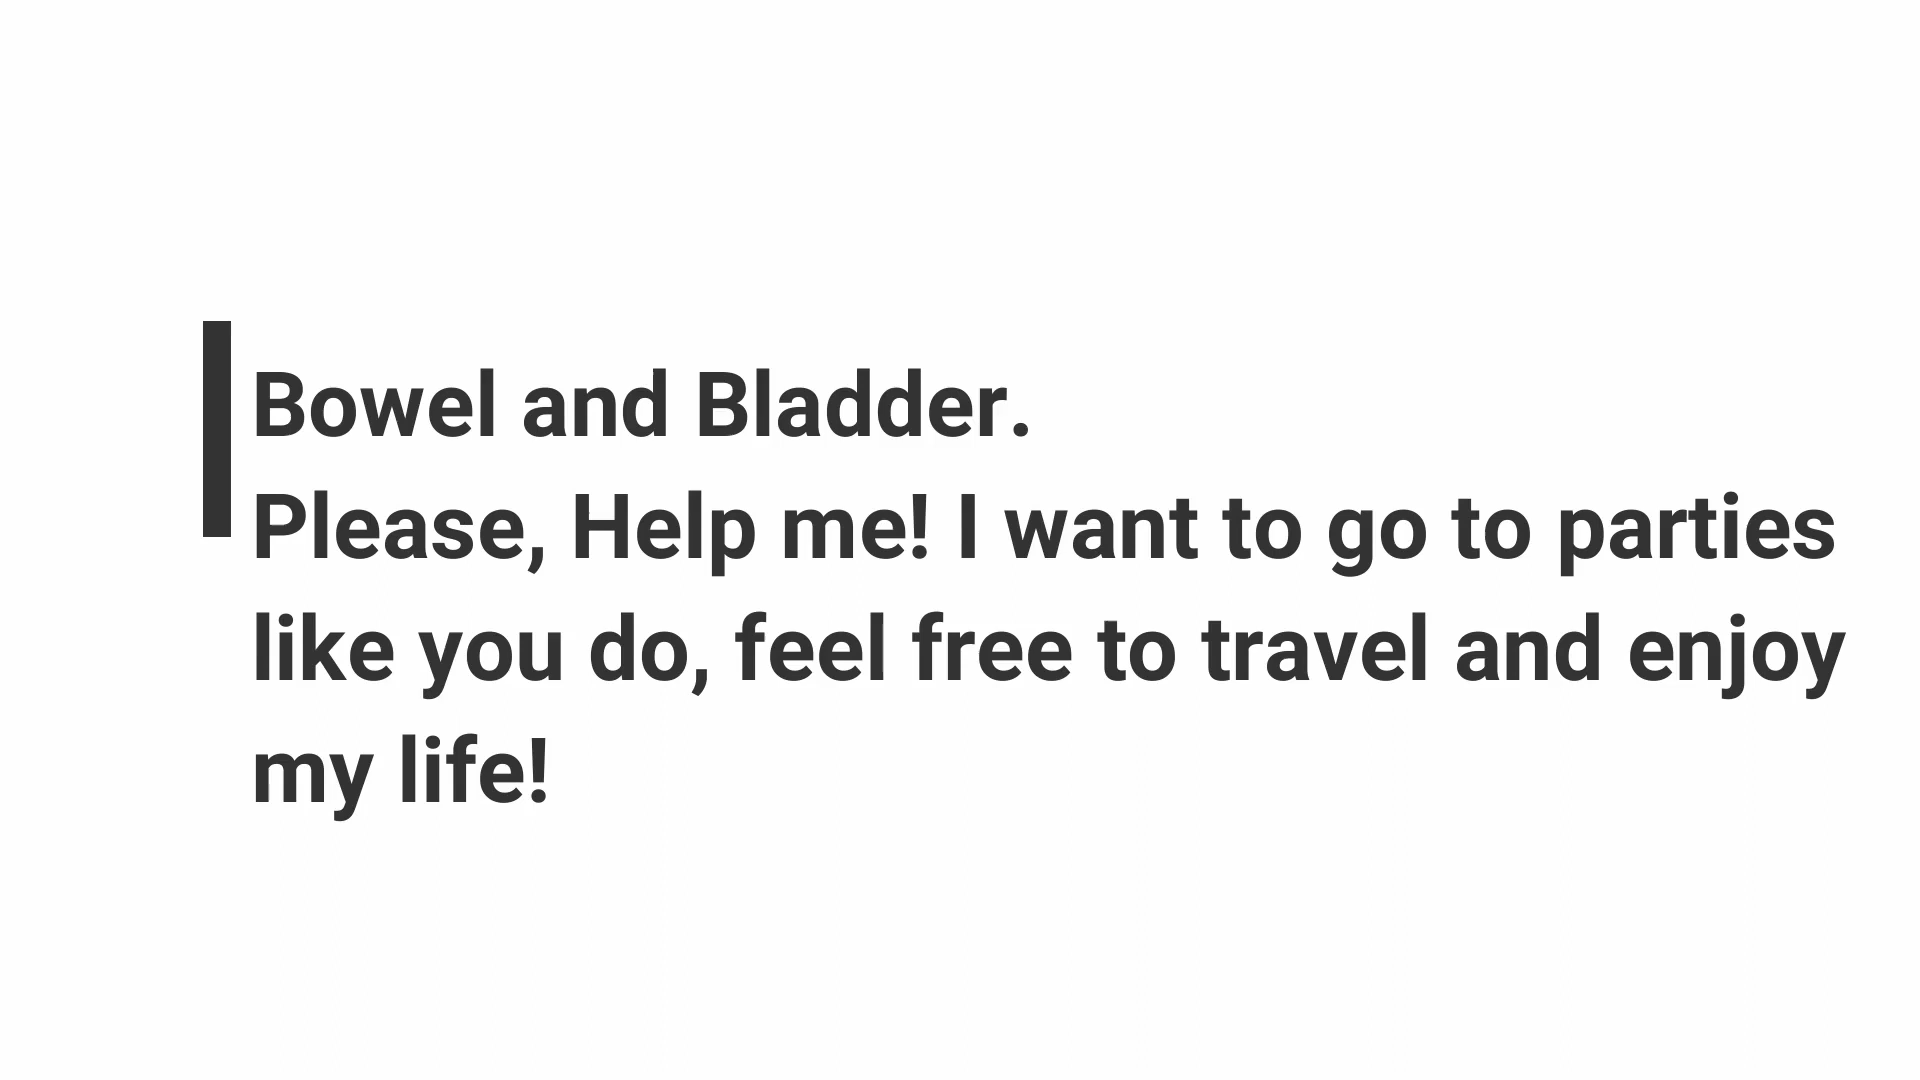 Bowel and Bladder.
Please, Help me! I want to go to parties
like you do, feel free to travel and enjoy
my life!